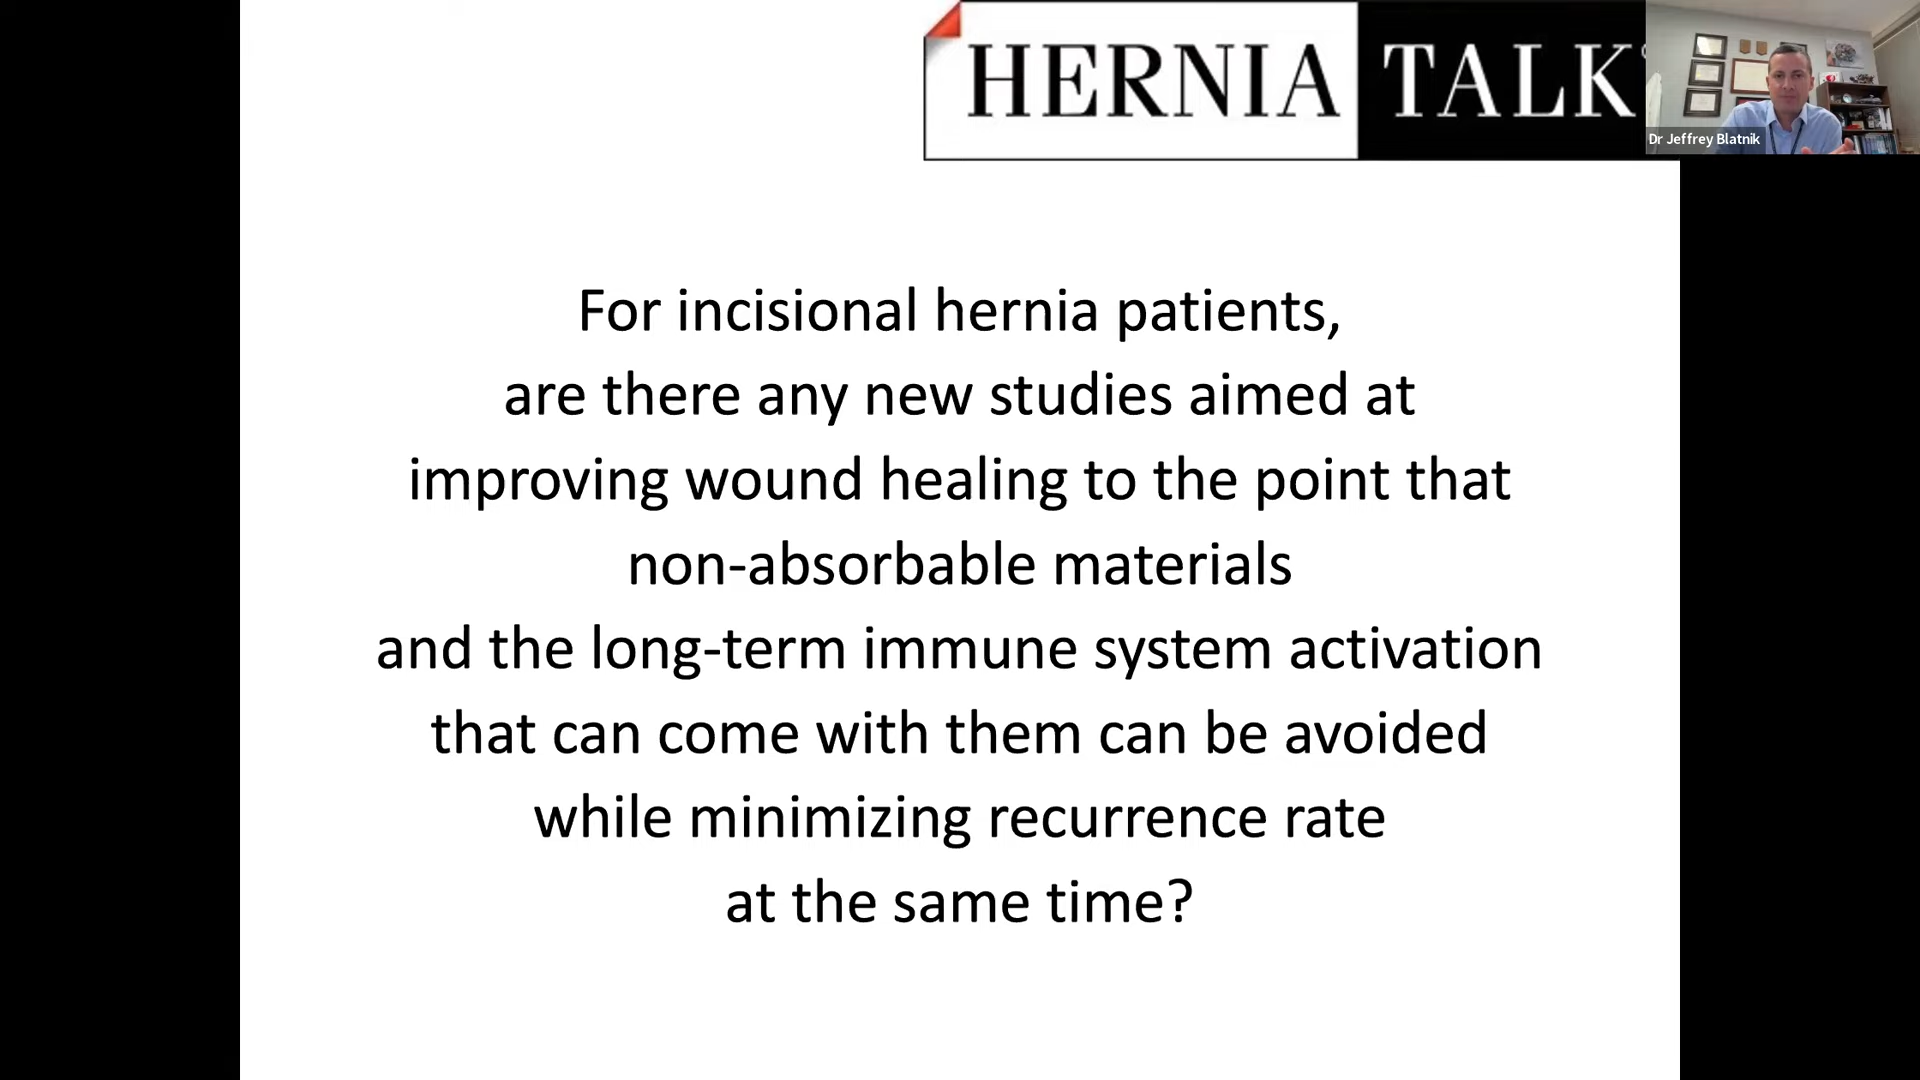 HERNIA TALK
Dr Jeffrey Blatnik
For incisional hernia patients,
are there any new studies aimed at
improving wound healing to the point that
non-absorbable materials
and the long-term immune system activation
that can come with them can be avoided
while minimizing recurrence rate
at the same time?